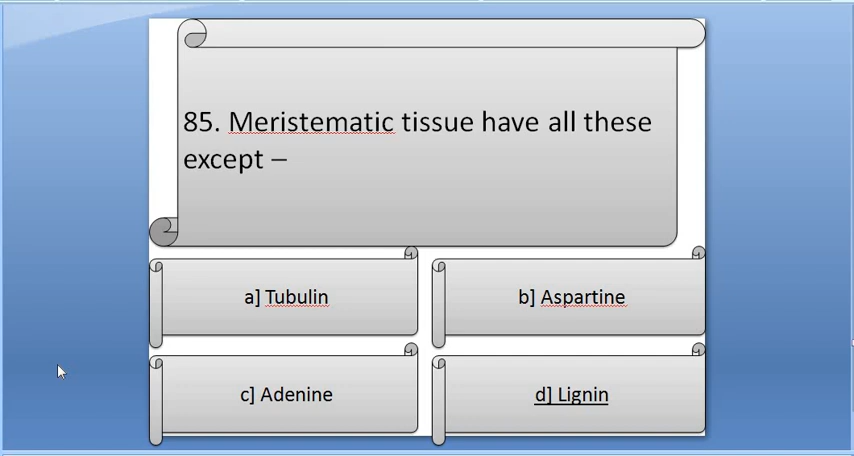 85. Meristematic tissue have all these
except –
a] Tubulin
b] Aspartine
c] Adenine
d] Lignin